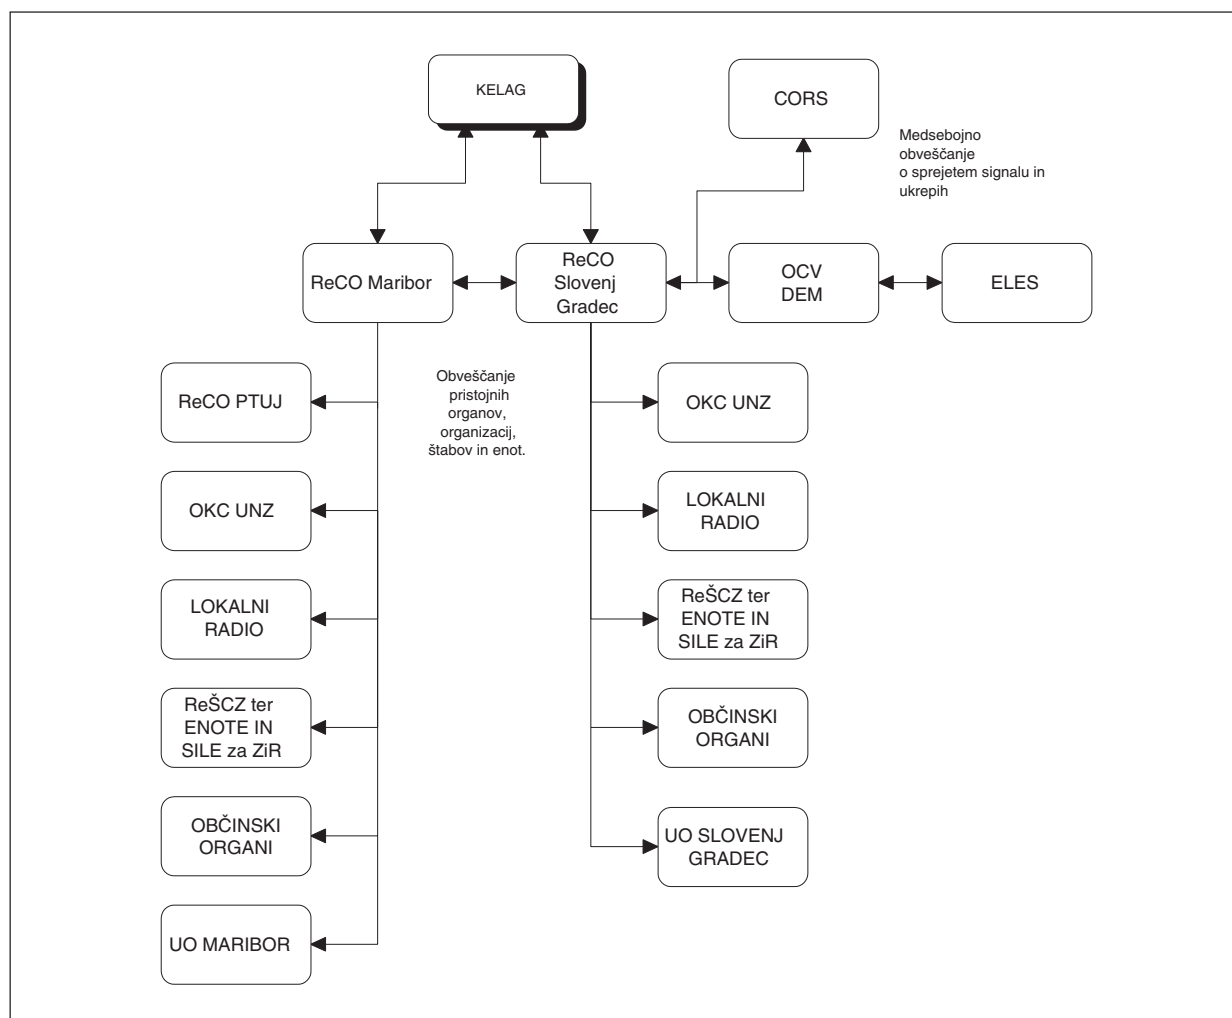 KELAG
CORS
Medsebojno
obveščanje
o sprejetem signalu in
ukrepih
ReCO Maribor
ReCO
Slovenj
Gradec
OCV
DEM
ELES
Obveščanje
pristojnih
organov,
organizacij,
štabov in enot.
ReCO PTUJ
OKC UNZ
LOKALNI
RADIO
ReŠCZ ter
ENOTE IN
SILE za ZiR
OBČINSKI
ORGANI
UO MARIBOR
OKC UNZ
LOKALNI
RADIO
ReŠCZ ter
ENOTE IN
SILE za ZiR
OBČINSKI
ORGANI
UO SLOVENJ
GRADEC